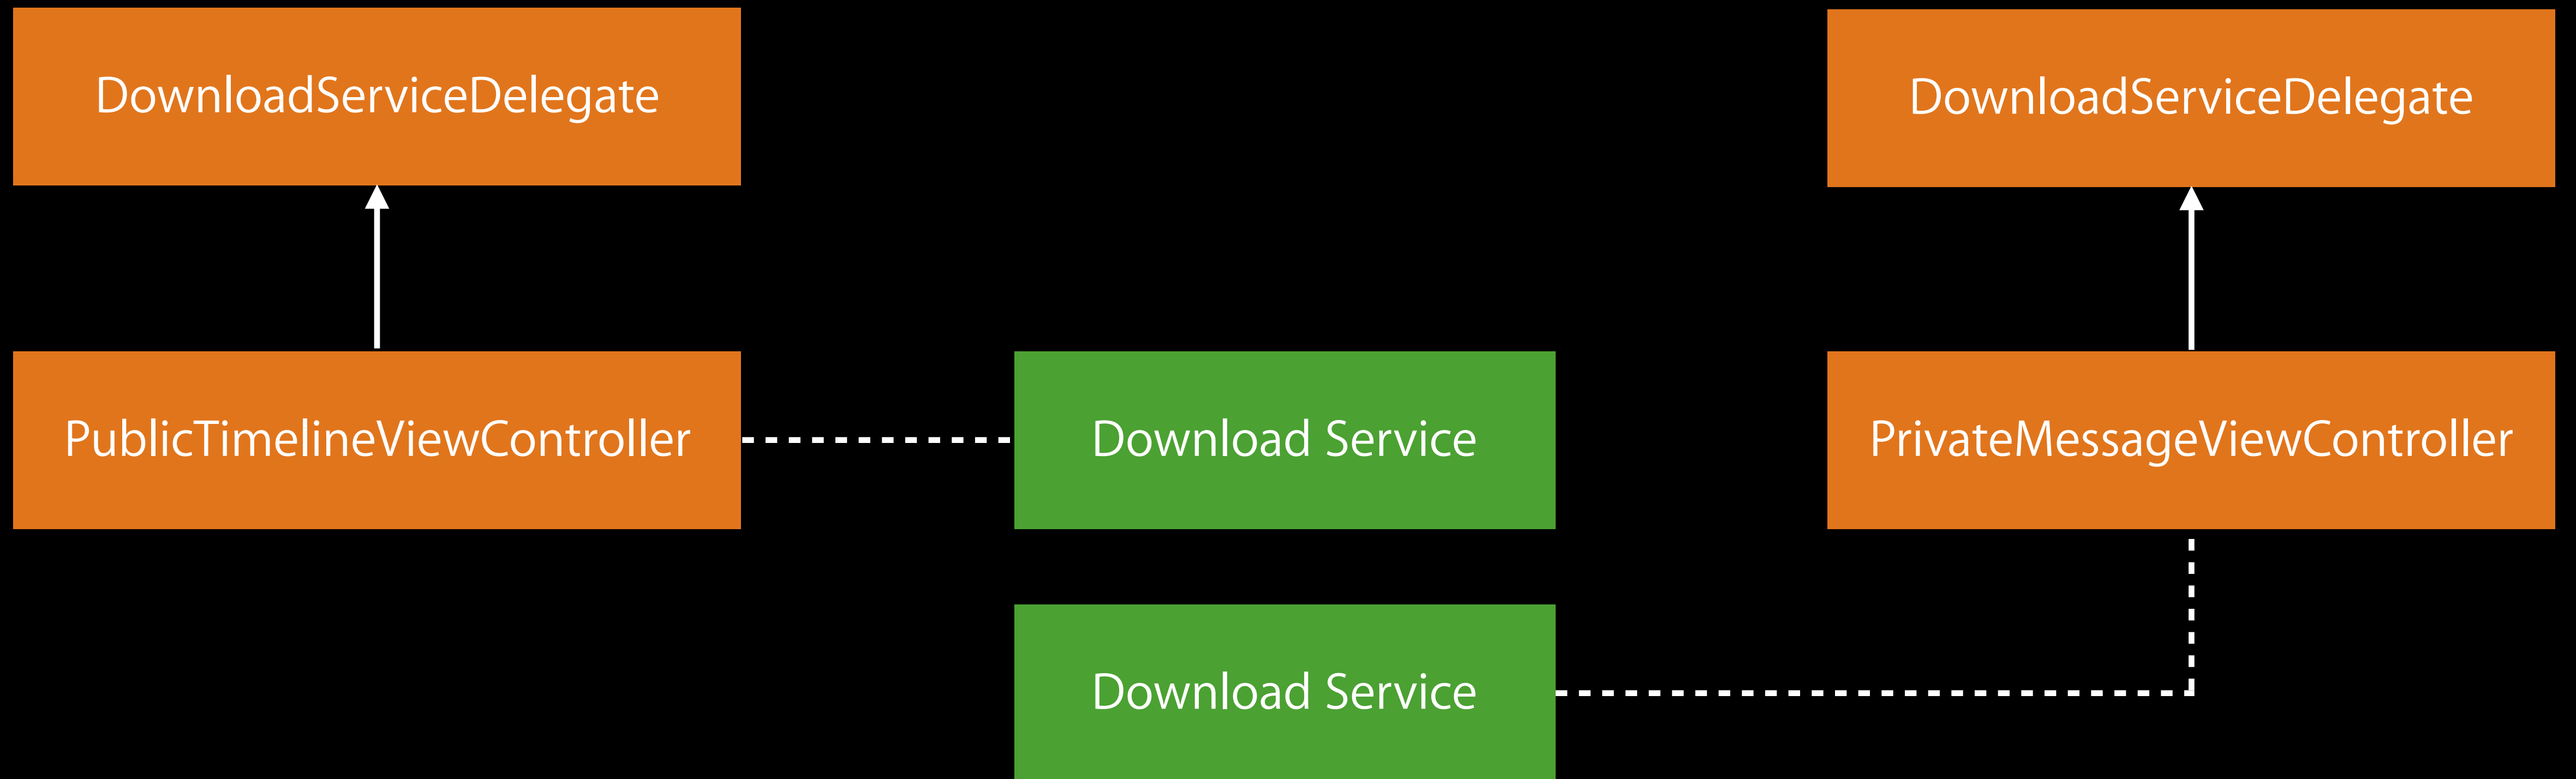 DownloadServiceDelegate
DownloadServiceDelegate
PublicTimelineViewController
Download Service
PrivateMessageViewController
Download Service